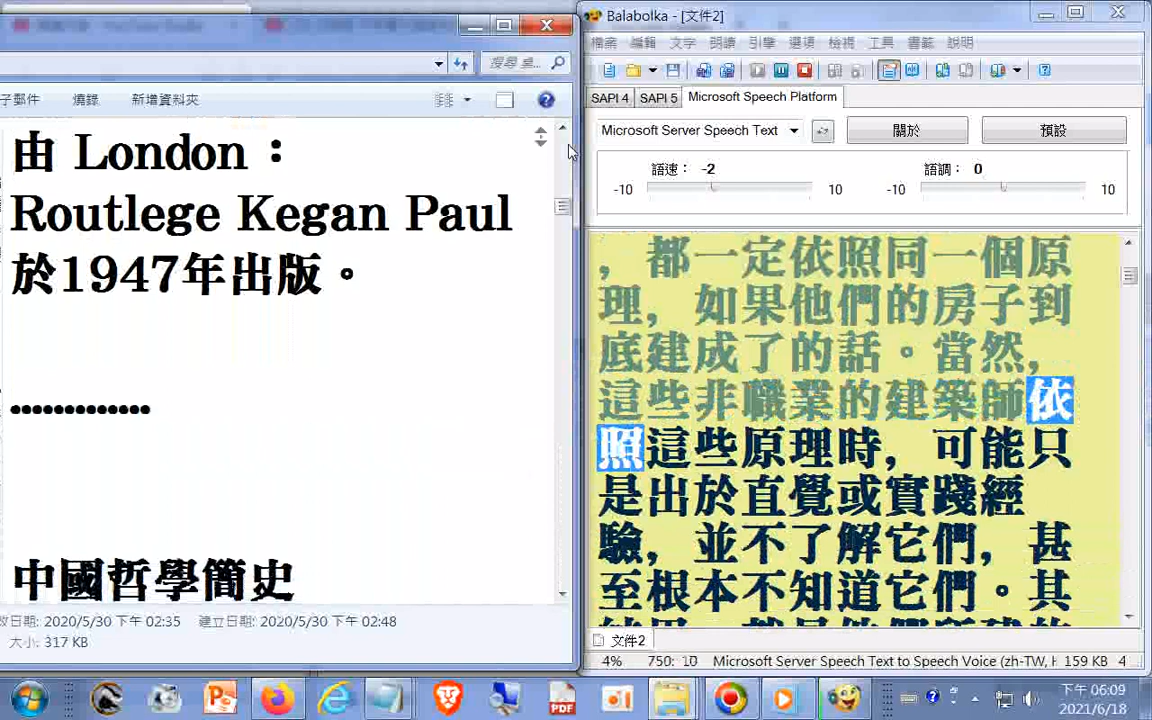 搜尋 桌...
子郵件
燒錄
新增資料夾
由 London：
Routlege Kegan Paul
於1947年出版。
•••••••••••••
中國哲學簡史
改日期: 2020/5/30 下午 02:35 建立日期: 2020/5/30 下午 02:48
大小: 317 KB
Balabolka - [文件2]
檔案 編輯 文字 朗讀 引擎 選項 檢視 工具 書籤 說明
SAPI 4 SAPI 5 Microsoft Speech Platform
Microsoft Server Speech Text 關於 預設
語速： -2 語調： 0
-10 10 -10 10
，都一定依照同一個原
理，如果他們的房子到
底建成了的話。當然，
這些非職業的建築師依
照這些原理時，可能只
是出於直覺或實踐經
驗，並不了解它們，甚
至根本不知道它們。其
文件2
4% 750: 10 Microsoft Server Speech Text to Speech Voice (zh-TW, H 159 KB 4
下午 06:09
2021/6/18